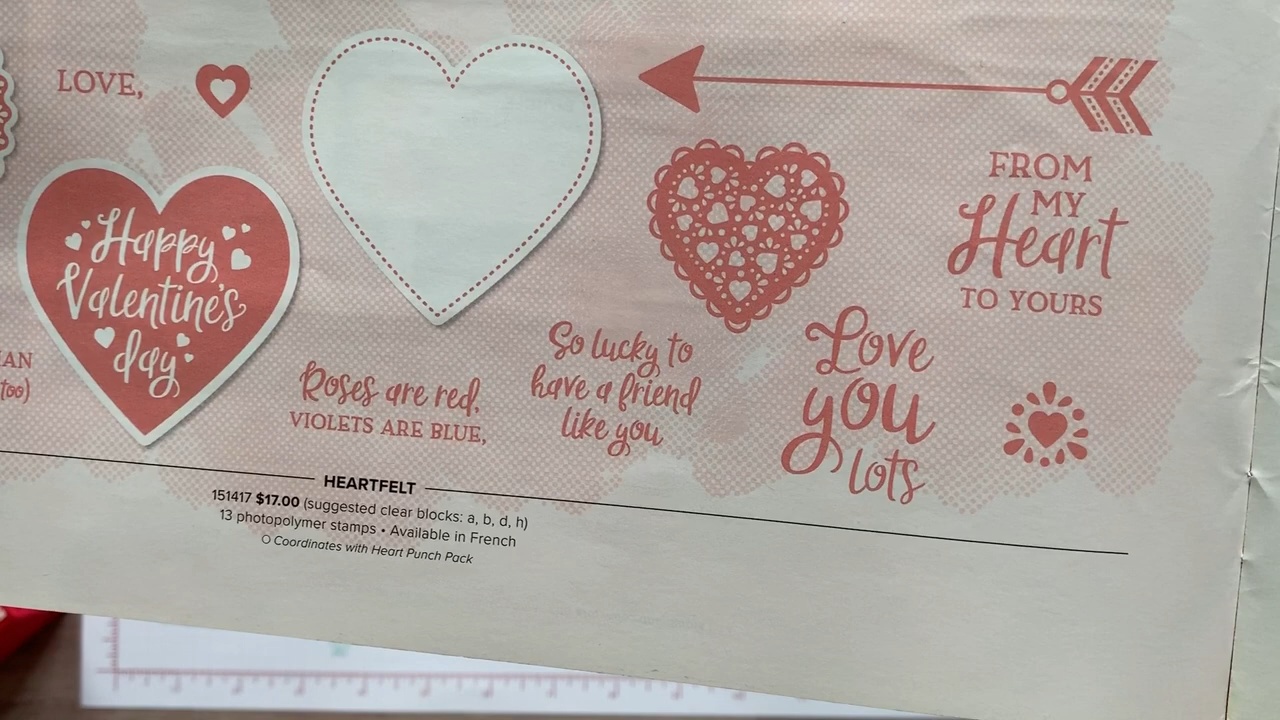 LOVE,
Happy
Valentine's
day
AN
too)
Roses are red,
VIOLETS ARE BLUE,
So lucky to
have a friend
like you
FROM
MY
Heart
TO YOURS
Love
you
lots
HEARTFELT
151417 $17.00 (suggested clear blocks: a, b, d, h)
13 photopolymer stamps • Available in French
O Coordinates with Heart Punch Pack